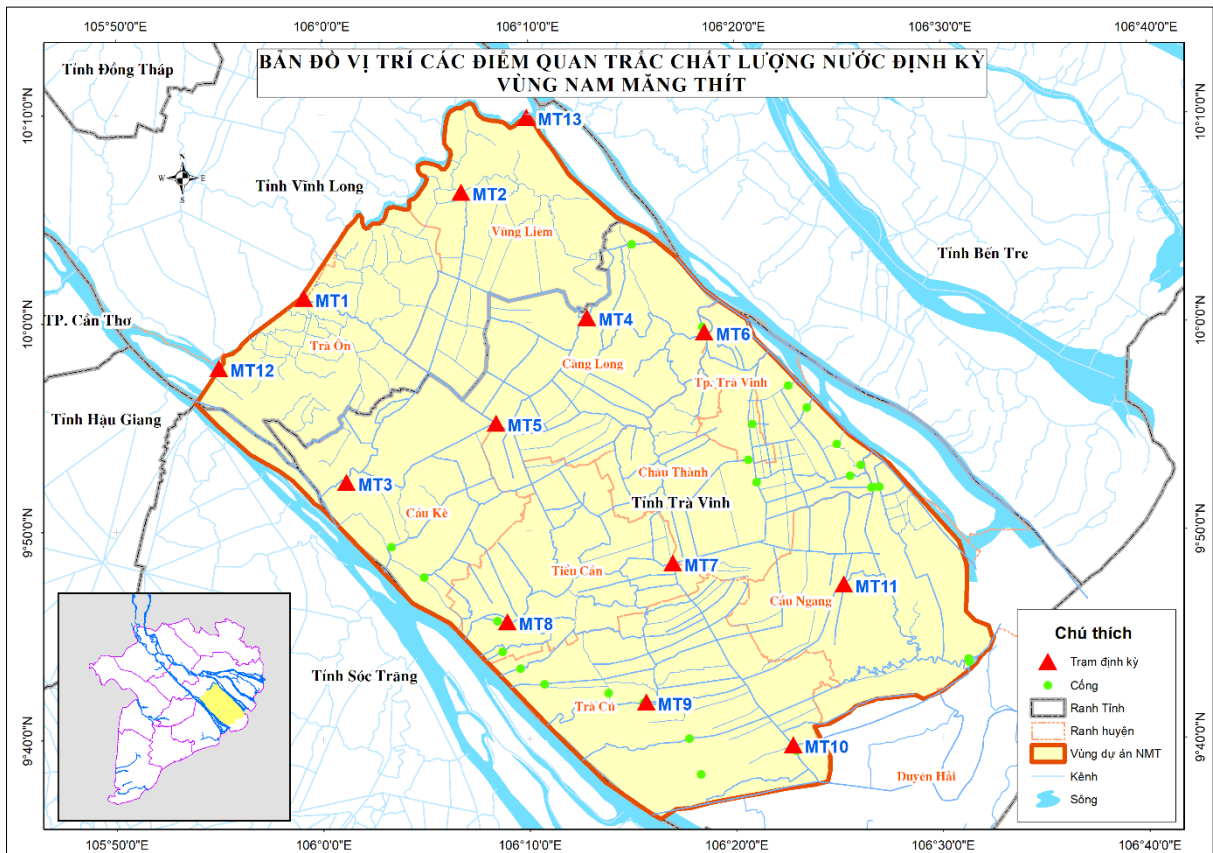 105°50'0"E 106°0'0"E 106°10'0"E 106°20'0"E 106°30'0"E 106°40'0"E
BẢN ĐỒ VỊ TRÍ CÁC ĐIỂM QUAN TRẮC CHẤT LƯỢNG NƯỚC ĐỊNH KỲ
VÙNG NAM MĂNG THÍT
Tỉnh Đồng Tháp
10°10'0"N
10°10'0"N
MT13
N
W
E
S
Tỉnh Vĩnh Long
MT2
Vũng Liêm
Tỉnh Bến Tre
MT1
TP. Cần Thơ
10°0'0"N
10°0'0"N
MT4
MT6
Trà Ôn
Càng Long
MT12
Tp. Trà Vinh
Tỉnh Hậu Giang
MT5
Châu Thành
MT3
Tỉnh Trà Vinh
Cầu Kè
9°50'0"N
9°50'0"N
Tiểu Cần
MT7
MT11
Cầu Ngang
MT8
Tỉnh Sóc Trăng
Trà Cú
MT9
MT10
9°40'0"N
9°40'0"N
Duyên Hải
Chú thích
Trạm định kỳ
Cống
Ranh Tỉnh
Ranh huyện
Vùng dự án NMT
Kênh
Sông
105°50'0"E 106°0'0"E 106°10'0"E 106°20'0"E 106°30'0"E 106°40'0"E